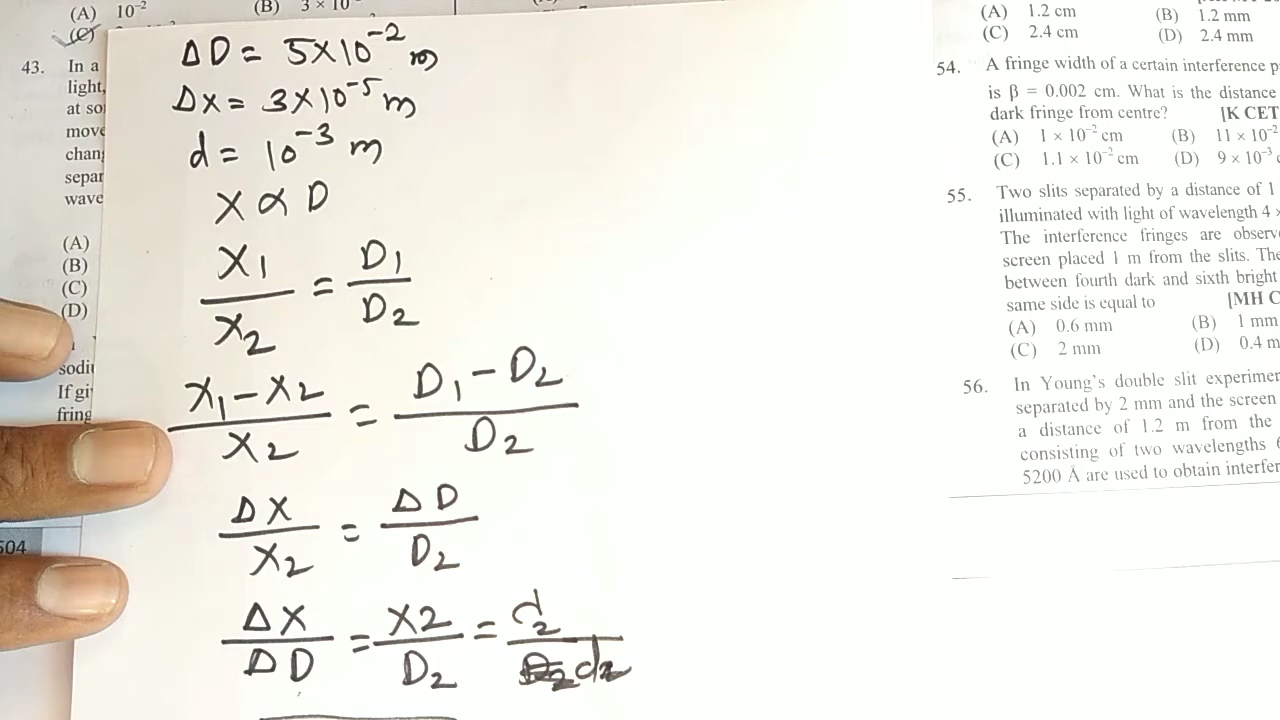 (A) 10⁻²
(B) 3 × 10
(C)
43. In a
light,
at so
move
chan
separ
wave
(A)
(B)
(C)
(D)
sodiu
If giv
fring
504
ΔD = 5×10⁻² m
Δx = 3×10⁻⁵ m
d = 10⁻³ m
X ∝ D
X₁/X₂ = D₁/D₂
X₁-X₂/X₂ = D₁-D₂/D₂
ΔX/X₂ = ΔD/D₂
ΔX/ΔD = X2/D₂ =
(A) 1.2 cm (B) 1.2 mm
(C) 2.4 cm (D) 2.4 mm
54. A fringe width of a certain interference p
is β = 0.002 cm. What is the distance
dark fringe from centre? [K CET
(A) 1 × 10⁻² cm (B) 11 × 10⁻²
(C) 1.1 × 10⁻² cm (D) 9 × 10⁻³ c
55. Two slits separated by a distance of 1
illuminated with light of wavelength 4 ×
The interference fringes are observe
screen placed 1 m from the slits. The
between fourth dark and sixth bright
same side is equal to [MH C
(A) 0.6 mm (B) 1 mm
(C) 2 mm (D) 0.4 m
56. In Young's double slit experimen
separated by 2 mm and the screen
a distance of 1.2 m from the
consisting of two wavelengths 6
5200 Å are used to obtain interfer